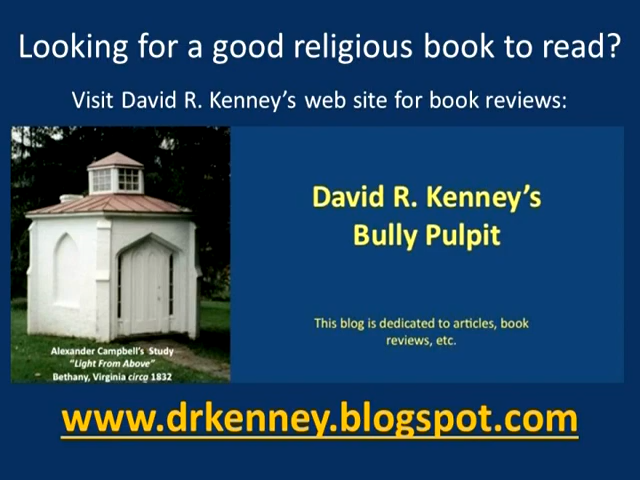 Looking for a good religious book to read?
Visit David R. Kenney's web site for book reviews:
David R. Kenney's
Bully Pulpit
This blog is dedicated to articles, book
reviews, etc.
Alexander Campbell's Study
"Light From Above"
Bethany, Virginia circa 1832
www.drkenney.blogspot.com